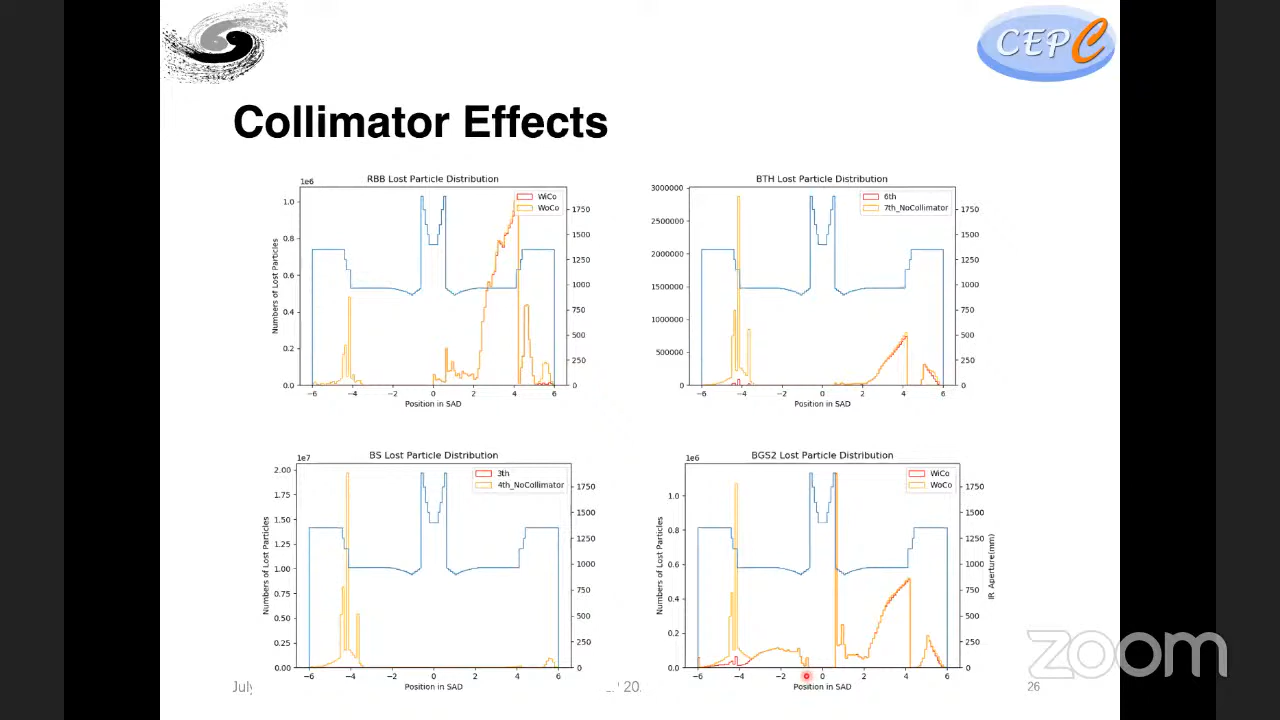 CEPC
Collimator Effects
RBB Lost Particle Distribution
1e6
WiCo
WoCo
1.0
0.8
0.6
0.4
0.2
0.0
1750
1500
1250
1000
750
500
250
0
−6 −4 −2 0 2 4 6
Numbers of Lost Particles
Position in SAD
BTH Lost Particle Distribution
6th
7th_NoCollimator
3000000
2500000
2000000
1500000
1000000
500000
0
1750
1500
1250
1000
750
500
250
0
−6 −4 −2 0 2 4 6
Position in SAD
BS Lost Particle Distribution
1e7
3th
4th_NoCollimator
2.00
1.75
1.50
1.25
1.00
0.75
0.50
0.25
0.00
1750
1500
1250
1000
750
500
250
0
−6 −4 −2 0 2 4 6
Numbers of Lost Particles
Position in SAD
BGS2 Lost Particle Distribution
1e6
WiCo
WoCo
1.0
0.8
0.6
0.4
0.2
0.0
1750
1500
1250
1000
750
500
250
0
−6 −4 −2 0 2 4 6
Numbers of Lost Particles
IR Aperture(mm)
Position in SAD
July
20
26
zoom